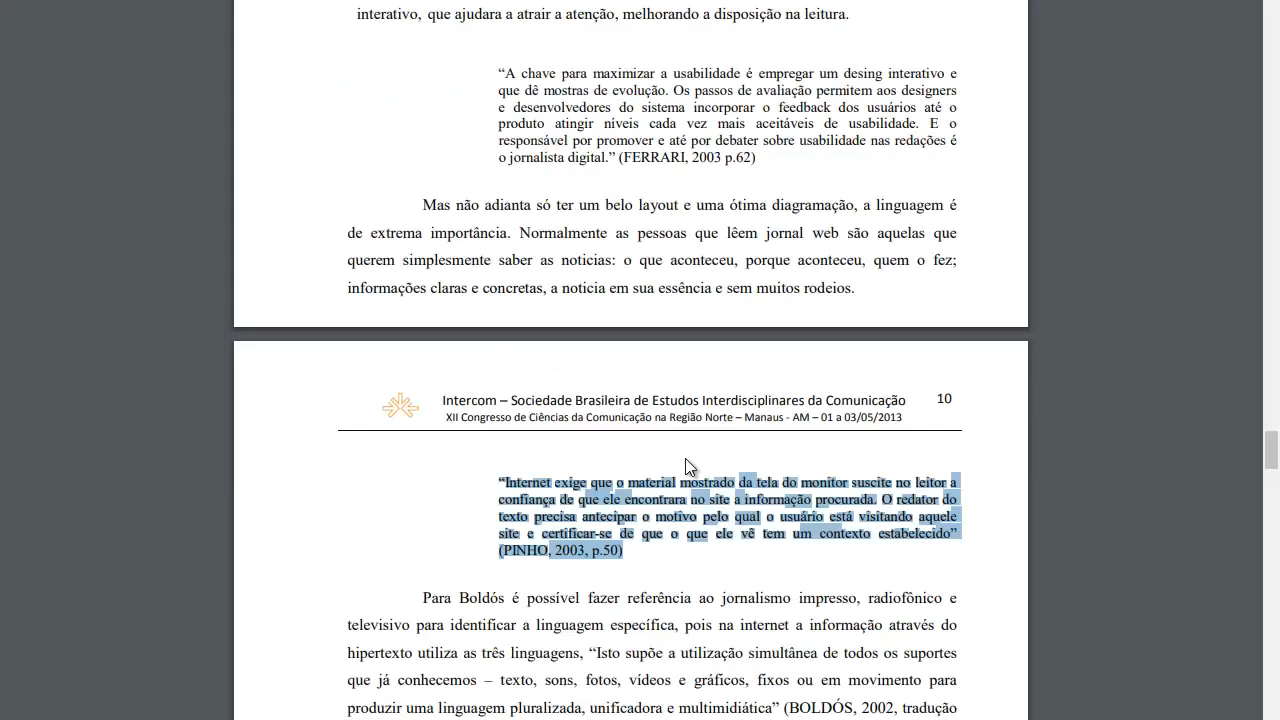 interativo, que ajudara a atrair a atenção, melhorando a disposição na leitura.
“A chave para maximizar a usabilidade é empregar um desing interativo e
que dê mostras de evolução. Os passos de avaliação permitem aos designers
e desenvolvedores do sistema incorporar o feedback dos usuários até o
produto atingir níveis cada vez mais aceitáveis de usabilidade. E o
responsável por promover e até por debater sobre usabilidade nas redações é
o jornalista digital.” (FERRARI, 2003 p.62)
Mas não adianta só ter um belo layout e uma ótima diagramação, a linguagem é
de extrema importância. Normalmente as pessoas que lêem jornal web são aquelas que
querem simplesmente saber as noticias: o que aconteceu, porque aconteceu, quem o fez;
informações claras e concretas, a noticia em sua essência e sem muitos rodeios.
Intercom – Sociedade Brasileira de Estudos Interdisciplinares da Comunicação 10
XII Congresso de Ciências da Comunicação na Região Norte – Manaus - AM – 01 a 03/05/2013
“Internet exige que o material mostrado da tela do monitor suscite no leitor a
confiança de que ele encontrara no site a informação procurada. O redator do
texto precisa antecipar o motivo pelo qual o usuário está visitando aquele
site e certificar-se de que o que ele vê tem um contexto estabelecido”
(PINHO, 2003, p.50)
Para Boldós é possível fazer referência ao jornalismo impresso, radiofônico e
televisivo para identificar a linguagem específica, pois na internet a informação através do
hipertexto utiliza as três linguagens, “Isto supõe a utilização simultânea de todos os suportes
que já conhecemos – texto, sons, fotos, vídeos e gráficos, fixos ou em movimento para
produzir uma linguagem pluralizada, unificadora e multimidiática” (BOLDÓS, 2002, tradução